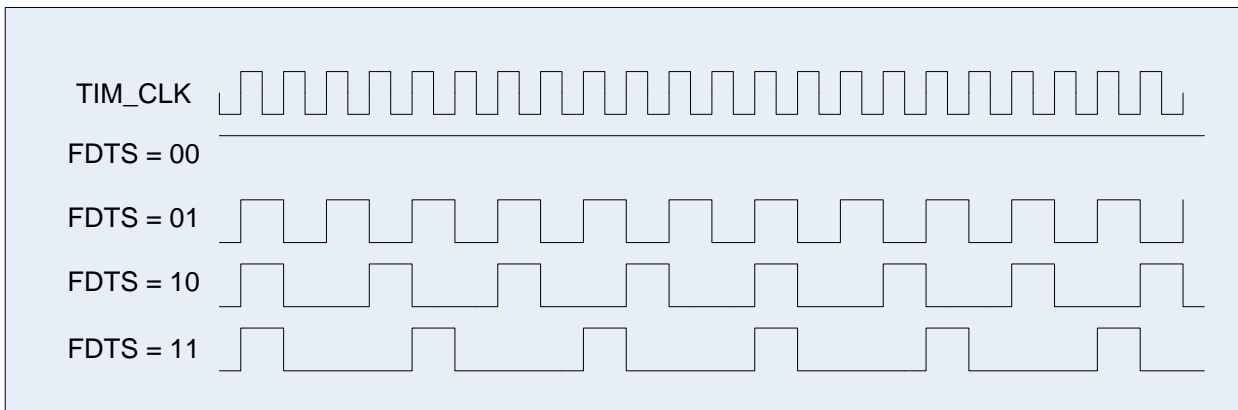 TIM_CLK
FDTS = 00
FDTS = 01
FDTS = 10
FDTS = 11